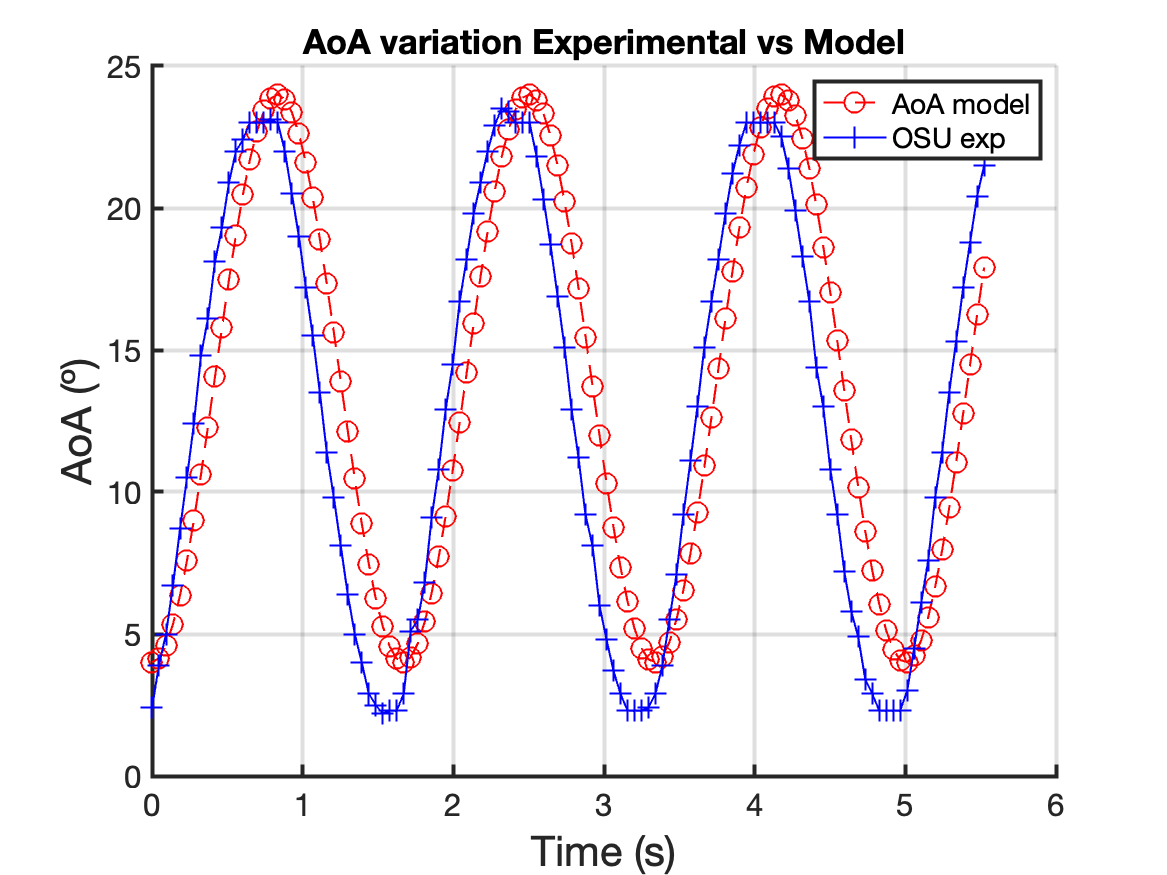 AoA variation Experimental vs Model
25
20
15
10
5
0
AoA (º)
AoA model
OSU exp
0 1 2 3 4 5 6
Time (s)